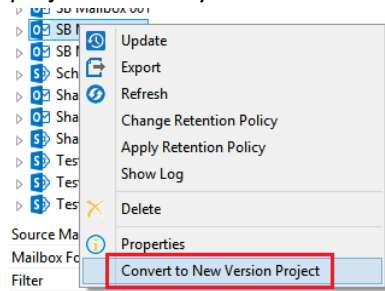 SB Mailbox 001
SB
Update
SB
Export
Sch
Refresh
Sha
Change Retention Policy
Sha
Apply Retention Policy
Sha
Show Log
Tes
Tes
Tes
Delete
Source Ma
Properties
Mailbox Fo
Convert to New Version Project
Filter